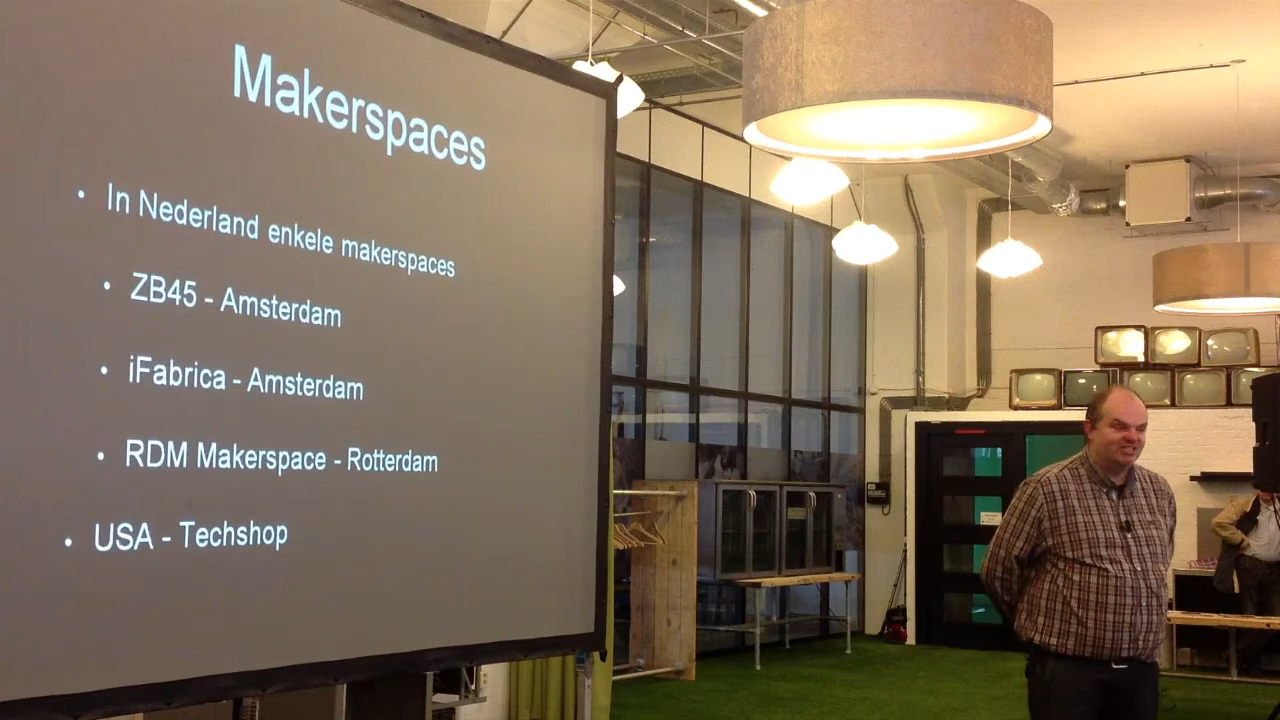 Makerspaces
• In Nederland enkele makerspaces
• ZB45 - Amsterdam
• iFabrica - Amsterdam
• RDM Makerspace - Rotterdam
• USA - Techshop